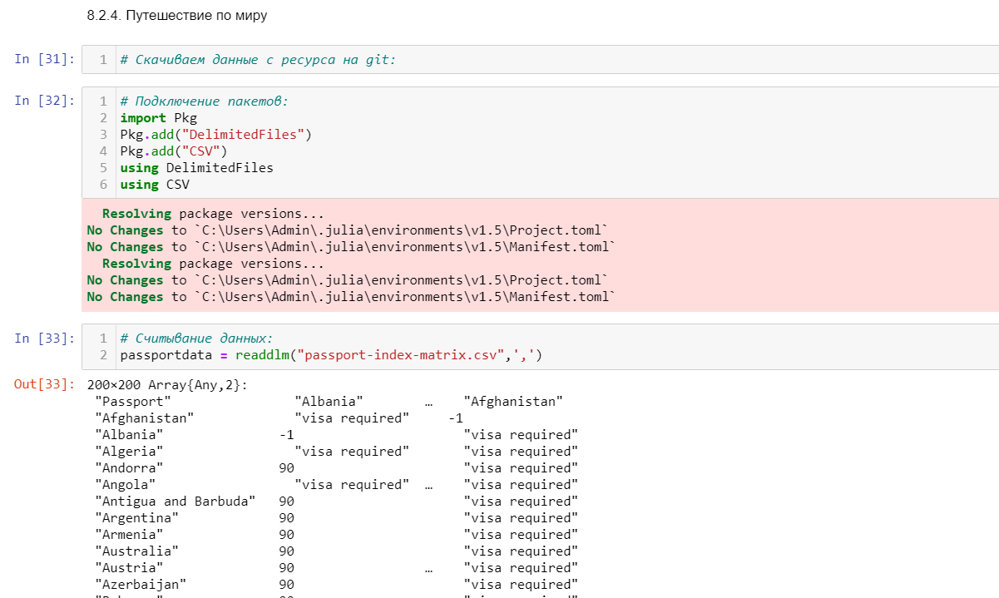 8.2.4. Путешествие по миру
In [31]: 1 # Скачиваем данные с ресурса на git:
In [32]: 1 # Подключение пакетов:
2 import Pkg
3 Pkg.add("DelimitedFiles")
4 Pkg.add("CSV")
5 using DelimitedFiles
6 using CSV
Resolving package versions...
No Changes to `C:\Users\Admin\.julia\environments\v1.5\Project.toml`
No Changes to `C:\Users\Admin\.julia\environments\v1.5\Manifest.toml`
Resolving package versions...
No Changes to `C:\Users\Admin\.julia\environments\v1.5\Project.toml`
No Changes to `C:\Users\Admin\.julia\environments\v1.5\Manifest.toml`
In [33]: 1 # Считывание данных:
2 passportdata = readdlm("passport-index-matrix.csv",',')
Out[33]: 200×200 Array{Any,2}:
"Passport" "Albania" … "Afghanistan"
"Afghanistan" "visa required" -1
"Albania" -1 "visa required"
"Algeria" "visa required" "visa required"
"Andorra" 90 "visa required"
"Angola" "visa required" … "visa required"
"Antigua and Barbuda" 90 "visa required"
"Argentina" 90 "visa required"
"Armenia" 90 "visa required"
"Australia" 90 "visa required"
"Austria" 90 … "visa required"
"Azerbaijan" 90 "visa required"